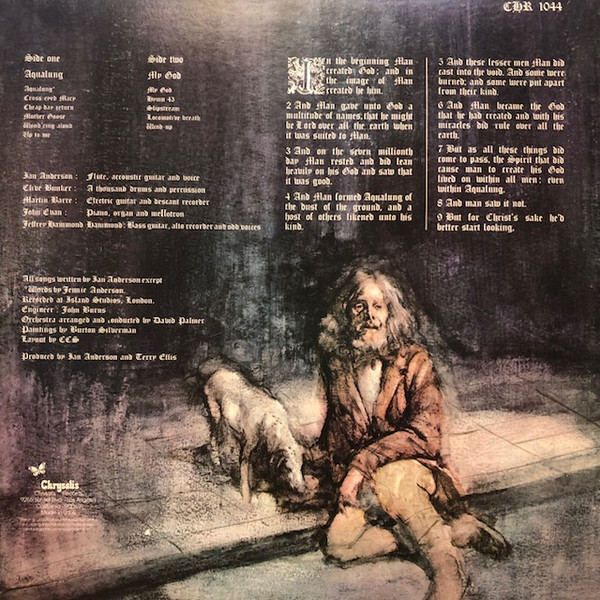 CHR 1044
Side one
Aqualung
Aqualung*
Cross eyed Mary
Cheap day return
Mother Goose
Wond'ring aloud
Up to me
Side two
My God
My God
Hymn 43
Slipstream
Locomotive breath
Wind up
Ian Anderson : Flute, accoustic guitar and voice
Clive Bunker : A thousand drums and percussion
Martin Barre : Electric guitar and descant recorder
John Evan : Piano, organ and mellotron
Jeffrey Hammond-Hammond: Bass guitar, alto recorder and odd voices
All songs written by Ian Anderson except
*Words by Jennie Anderson.
Recorded at Island Studios, London.
Engineer : John Burns
Orchestra arranged and conducted by David Palmer
Paintings by Burton Silverman
Layout by CCS
Produced by Ian Anderson and Terry Ellis
In the beginning Man
created God; and in
the image of Man
created he him.
2 And Man gave unto God a
multitude of names, that he might
be Lord over all the earth when
it was suited to Man.
3 And on the seven millionth
day Man rested and did lean
heavily on his God and saw that
it was good.
4 And Man formed Aqualung of
the dust of the ground, and a
host of others likened unto his
kind.
5 And these lesser men Man did
cast into the void. And some were
burned; and some were put apart
from their kind.
6 And Man became the God
that he had created and with his
miracles did rule over all the
earth.
7 But as all these things did
come to pass, the Spirit that did
cause man to create his God
lived on within all men: even
within Aqualung.
8 And man saw it not.
9 But for Christ's sake he'd
better start looking.
Chrysalis
Chrysalis Records
Los Angeles
California
Made in U.S.A.